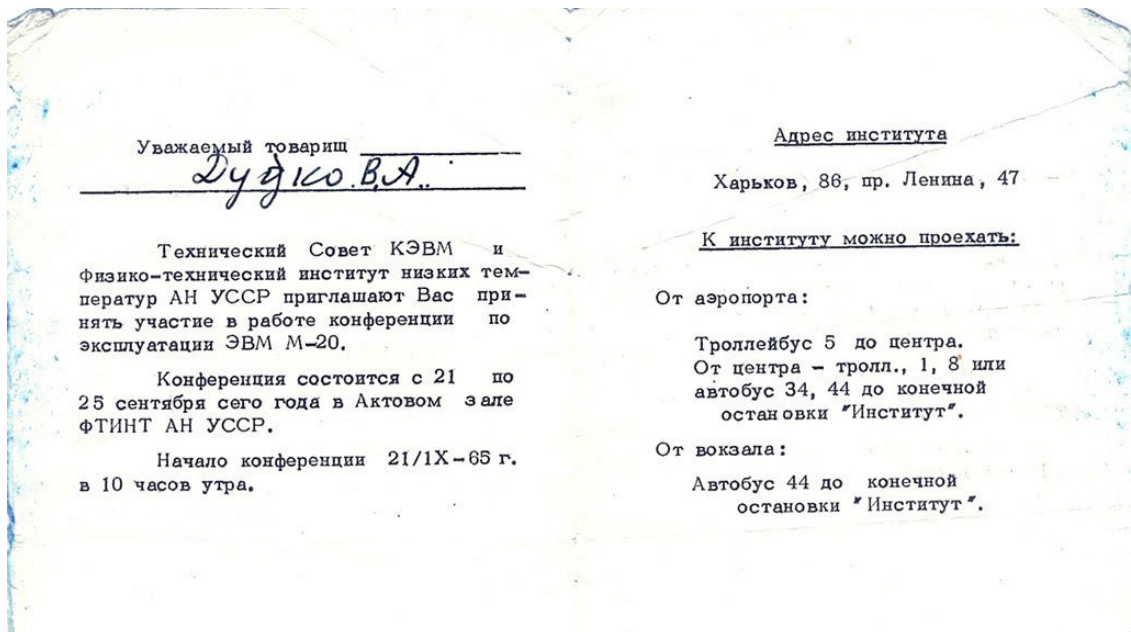 Уважаемый товарищ
Дудко В.А.
Технический Совет КЭВМ и
Физико-технический институт низких тем-
ператур АН УССР приглашают Вас при-
нять участие в работе конференции по
эксплуатации ЭВМ М-20.
Конференция состоится с 21 по
25 сентября сего года в Актовом зале
ФТИНТ АН УССР.
Начало конференции 21/1Х-65 г.
в 10 часов утра.
Адрес института
Харьков, 86, пр. Ленина, 47
К институту можно проехать:
От аэропорта:
Троллейбус 5 до центра.
От центра - тролл., 1, 8 или
автобус 34, 44 до конечной
остановки "Институт".
От вокзала:
Автобус 44 до конечной
остановки "Институт".